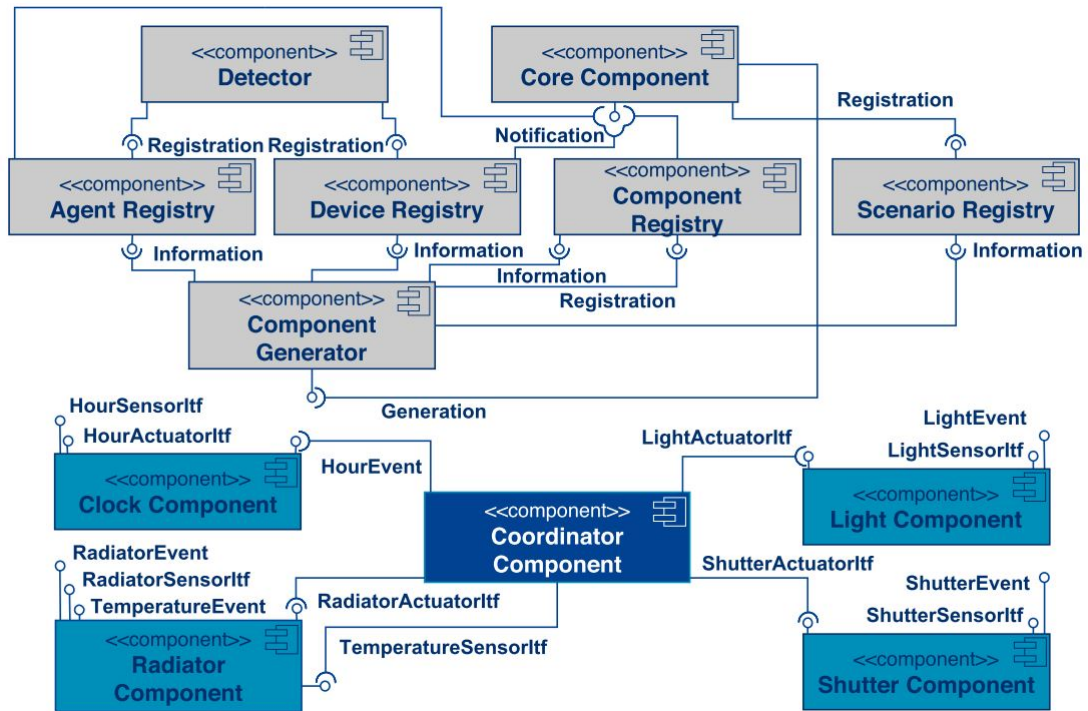 <<component>>
Detector
<<component>>
Core Component
Registration
Registration
Registration
Notification
<<component>>
Agent Registry
<<component>>
Device Registry
<<component>>
Component
Registry
<<component>>
Scenario Registry
Information
Information
Information
Information
Registration
<<component>>
Component
Generator
Generation
HourSensorItf
HourActuatorItf
HourEvent
<<component>>
Clock Component
LightActuatorItf
LightEvent
LightSensorItf
<<component>>
Light Component
<<component>>
Coordinator
Component
RadiatorEvent
RadiatorSensorItf
TemperatureEvent
RadiatorActuatorItf
TemperatureSensorItf
<<component>>
Radiator
Component
ShutterActuatorItf
ShutterEvent
ShutterSensorItf
<<component>>
Shutter Component